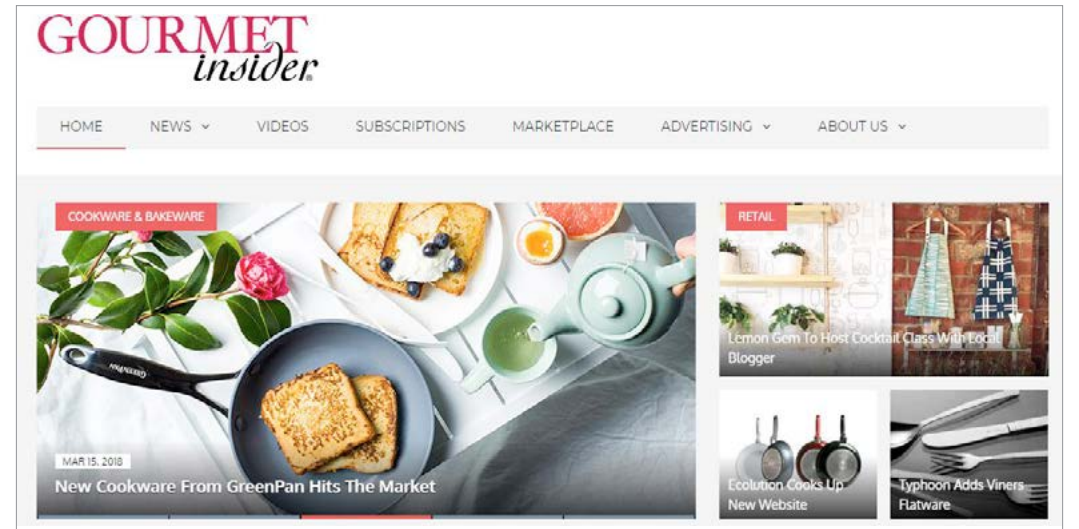 GOURMET
insider®
HOME NEWS VIDEOS SUBSCRIPTIONS MARKETPLACE ADVERTISING ABOUT US
COOKWARE & BAKEWARE
GREENPAN
MAR 15, 2018
New Cookware From GreenPan Hits The Market
RETAIL
Lemon Gem To Host Cocktail Class With Local
Blogger
Ecolution Cooks Up
New Website
Typhoon Adds Viners
Flatware